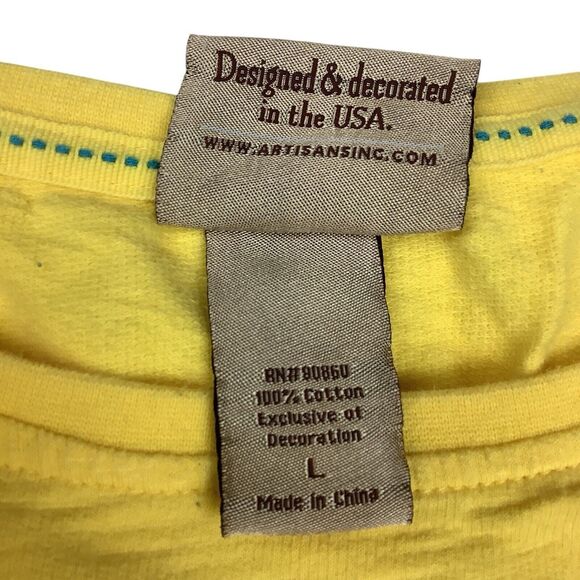 Designed & decorated
in the USA.
WWW.ARTISANSINC.COM
RN# 90860
100% Cotton
Exclusive of
Decoration
L
Made in China